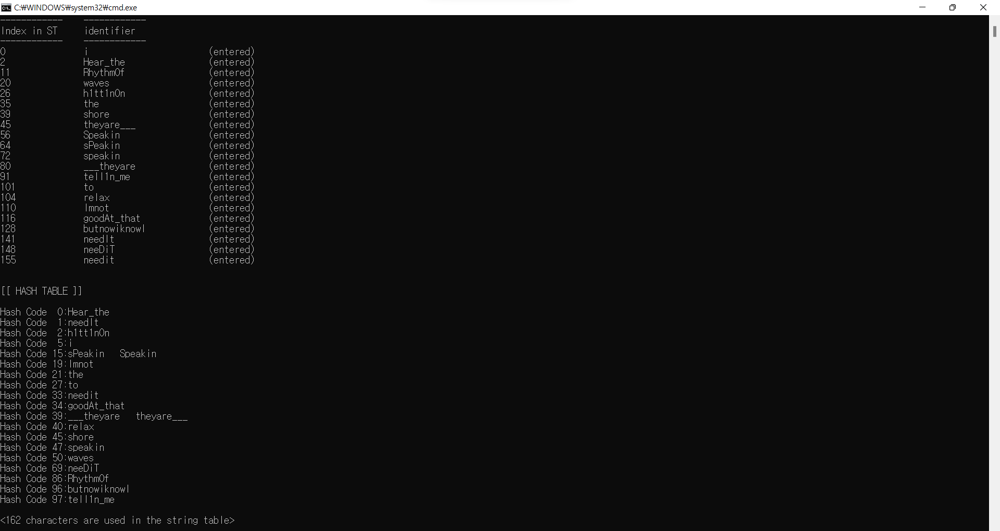 C:₩WINDOWS₩system32₩cmd.exe
------------ ------------
Index in ST identifier
------------ ------------
0 i (entered)
2 Hear_the (entered)
11 Rhythm0f (entered)
20 waves (entered)
26 h1tt1n0n (entered)
35 the (entered)
39 shore (entered)
45 theyare___ (entered)
56 Speakin (entered)
64 sPeakin (entered)
72 speakin (entered)
80 ___theyare (entered)
91 tell1n_me (entered)
101 to (entered)
104 relax (entered)
110 Imnot (entered)
116 goodAt_that (entered)
128 butnowiknowI (entered)
141 needIt (entered)
148 neeDiT (entered)
155 needit (entered)
[[ HASH TABLE ]]
Hash Code 0:Hear_the
Hash Code 1:needIt
Hash Code 2:h1tt1n0n
Hash Code 5:i
Hash Code 15:sPeakin Speakin
Hash Code 19:Imnot
Hash Code 21:the
Hash Code 27:to
Hash Code 33:needit
Hash Code 34:goodAt_that
Hash Code 39:___theyare theyare___
Hash Code 40:relax
Hash Code 45:shore
Hash Code 47:speakin
Hash Code 50:waves
Hash Code 69:neeDiT
Hash Code 86:Rhythm0f
Hash Code 96:butnowiknowI
Hash Code 97:tell1n_me
<162 characters are used in the string table>